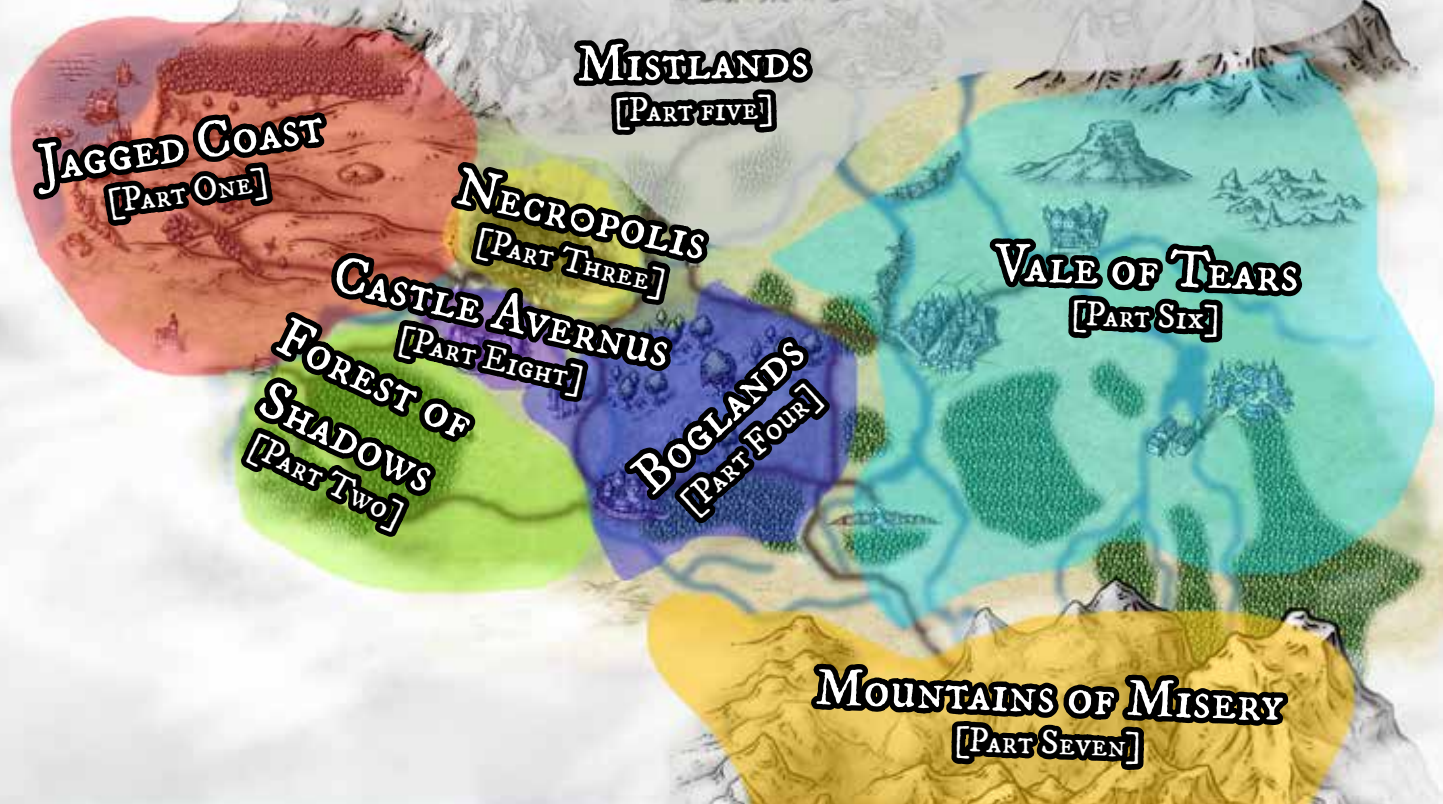 Mistlands
[Part five]
Jagged Coast
[Part One]
Necropolis
[Part Three]
Castle Avernus
[Part Eight]
Vale of Tears
[Part Six]
Forest of
Shadows
[Part Two]
Boglands
[Part Four]
Mountains of Misery
[Part Seven]